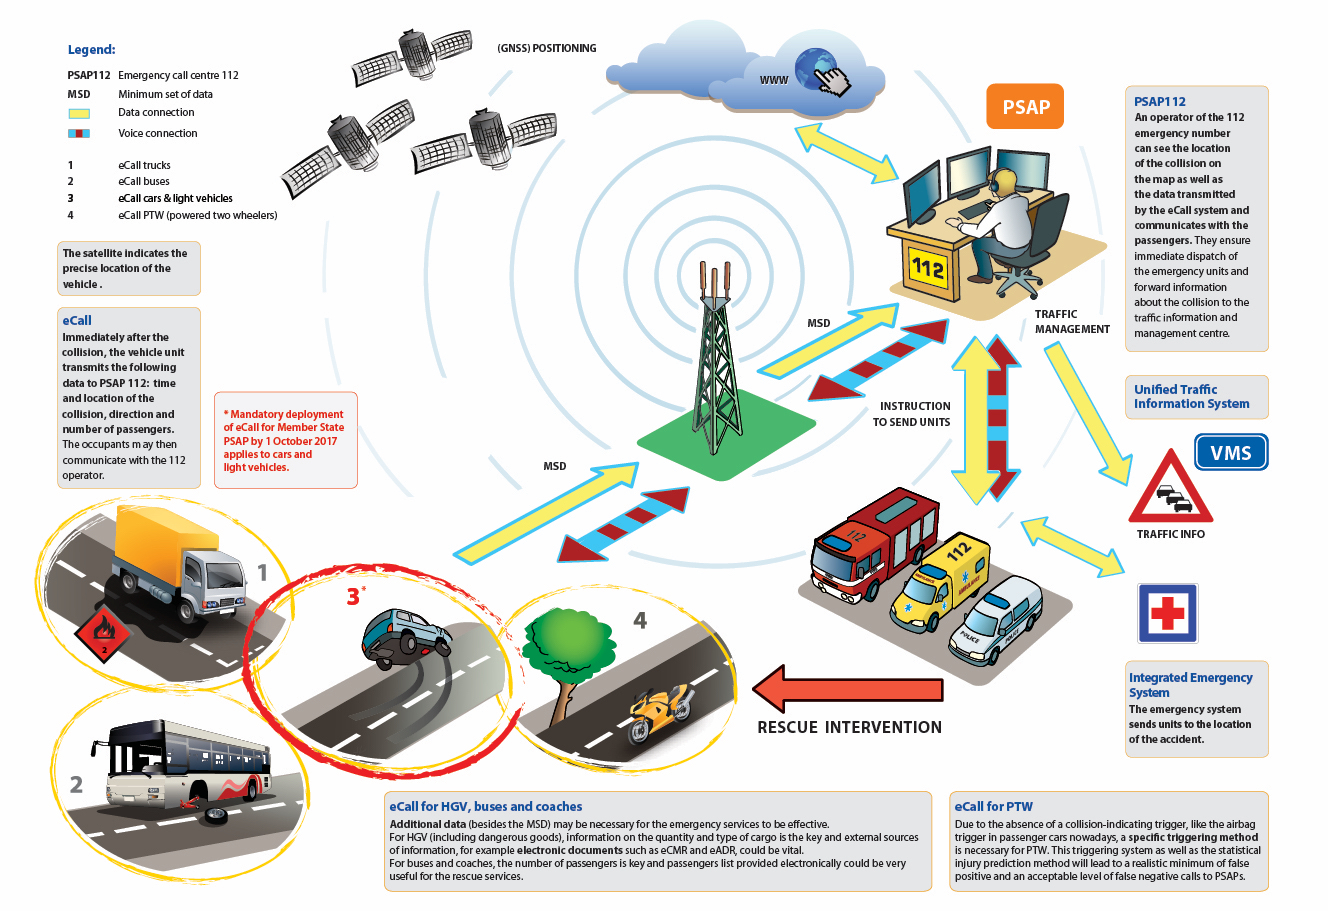 Legend:
PSAP112 Emergency call centre 112
MSD Minimum set of data
Data connection
Voice connection
1 eCall trucks
2 eCall buses
3 eCall cars & light vehicles
4 eCall PTW (powered two wheelers)
The satellite indicates the
precise location of the
vehicle .
eCall
Immediately after the
collision, the vehicle unit
transmits the following
data to PSAP 112: time
and location of the
collision, direction and
number of passengers.
The occupants may then
communicate with the 112
operator.
* Mandatory deployment
of eCall for Member State
PSAP by 1 October 2017
applies to cars and
light vehicles.
(GNSS) POSITIONING
WWW
PSAP
112
PSAP112
An operator of the 112
emergency number
can see the location
of the collision on
the map as well as
the data transmitted
by the eCall system and
communicates with the
passengers. They ensure
immediate dispatch of
the emergency units and
forward information
about the collision to the
traffic information and
management centre.
Unified Traffic
Information System
VMS
TRAFFIC INFO
TRAFFIC
MANAGEMENT
MSD
INSTRUCTION
TO SEND UNITS
MSD
112
112
AMBULANCE
AMBULANCE
POLICE
POLICE
Integrated Emergency
System
The emergency system
sends units to the location
of the accident.
RESCUE INTERVENTION
1
2
3*
4
2
eCall for HGV, buses and coaches
Additional data (besides the MSD) may be necessary for the emergency services to be effective.
For HGV (including dangerous goods), information on the quantity and type of cargo is the key and external sources
of information, for example electronic documents such as eCMR and eADR, could be vital.
For buses and coaches, the number of passengers is key and passengers list provided electronically could be very
useful for the rescue services.
eCall for PTW
Due to the absence of a collision-indicating trigger, like the airbag
trigger in passenger cars nowadays, a specific triggering method
is necessary for PTW. This triggering system as well as the statistical
injury prediction method will lead to a realistic minimum of false
positive and an acceptable level of false negative calls to PSAPs.